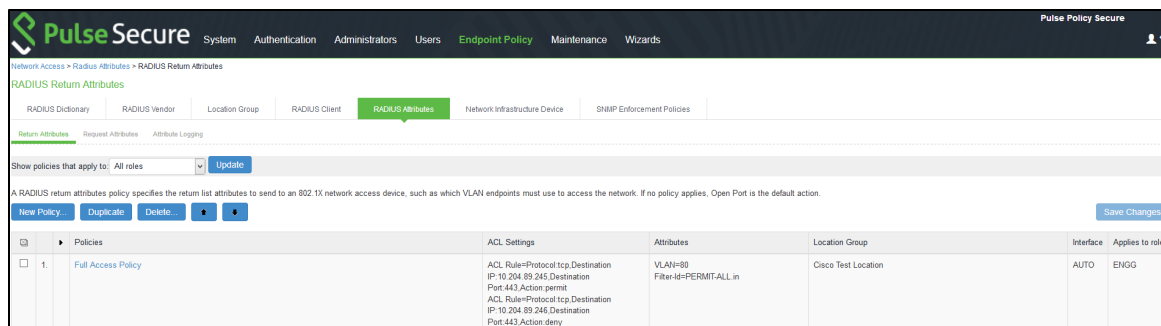 Pulse Policy Secure
Pulse Secure System Authentication Administrators Users Endpoint Policy Maintenance Wizards
Network Access > Radius Attributes > RADIUS Return Attributes
RADIUS Return Attributes
RADIUS Dictionary RADIUS Vendor Location Group RADIUS Client RADIUS Attributes Network Infrastructure Device SNMP Enforcement Policies
Return Attributes Request Attributes Attribute Logging
Show policies that apply to: All roles Update
A RADIUS return attributes policy specifies the return list attributes to send to an 802.1X network access device, such as which VLAN endpoints must use to access the network. If no policy applies, Open Port is the default action.
New Policy... Duplicate Delete... Save Changes
Policies ACL Settings Attributes Location Group Interface Applies to role
1. Full Access Policy ACL Rule=Protocol:tcp,Destination VLAN=80 Cisco Test Location AUTO ENGG
IP:10.204.89.245,Destination Filter-Id=PERMIT-ALL.in
Port:443,Action:permit
ACL Rule=Protocol:tcp,Destination
IP:10.204.89.246,Destination
Port:443,Action:deny